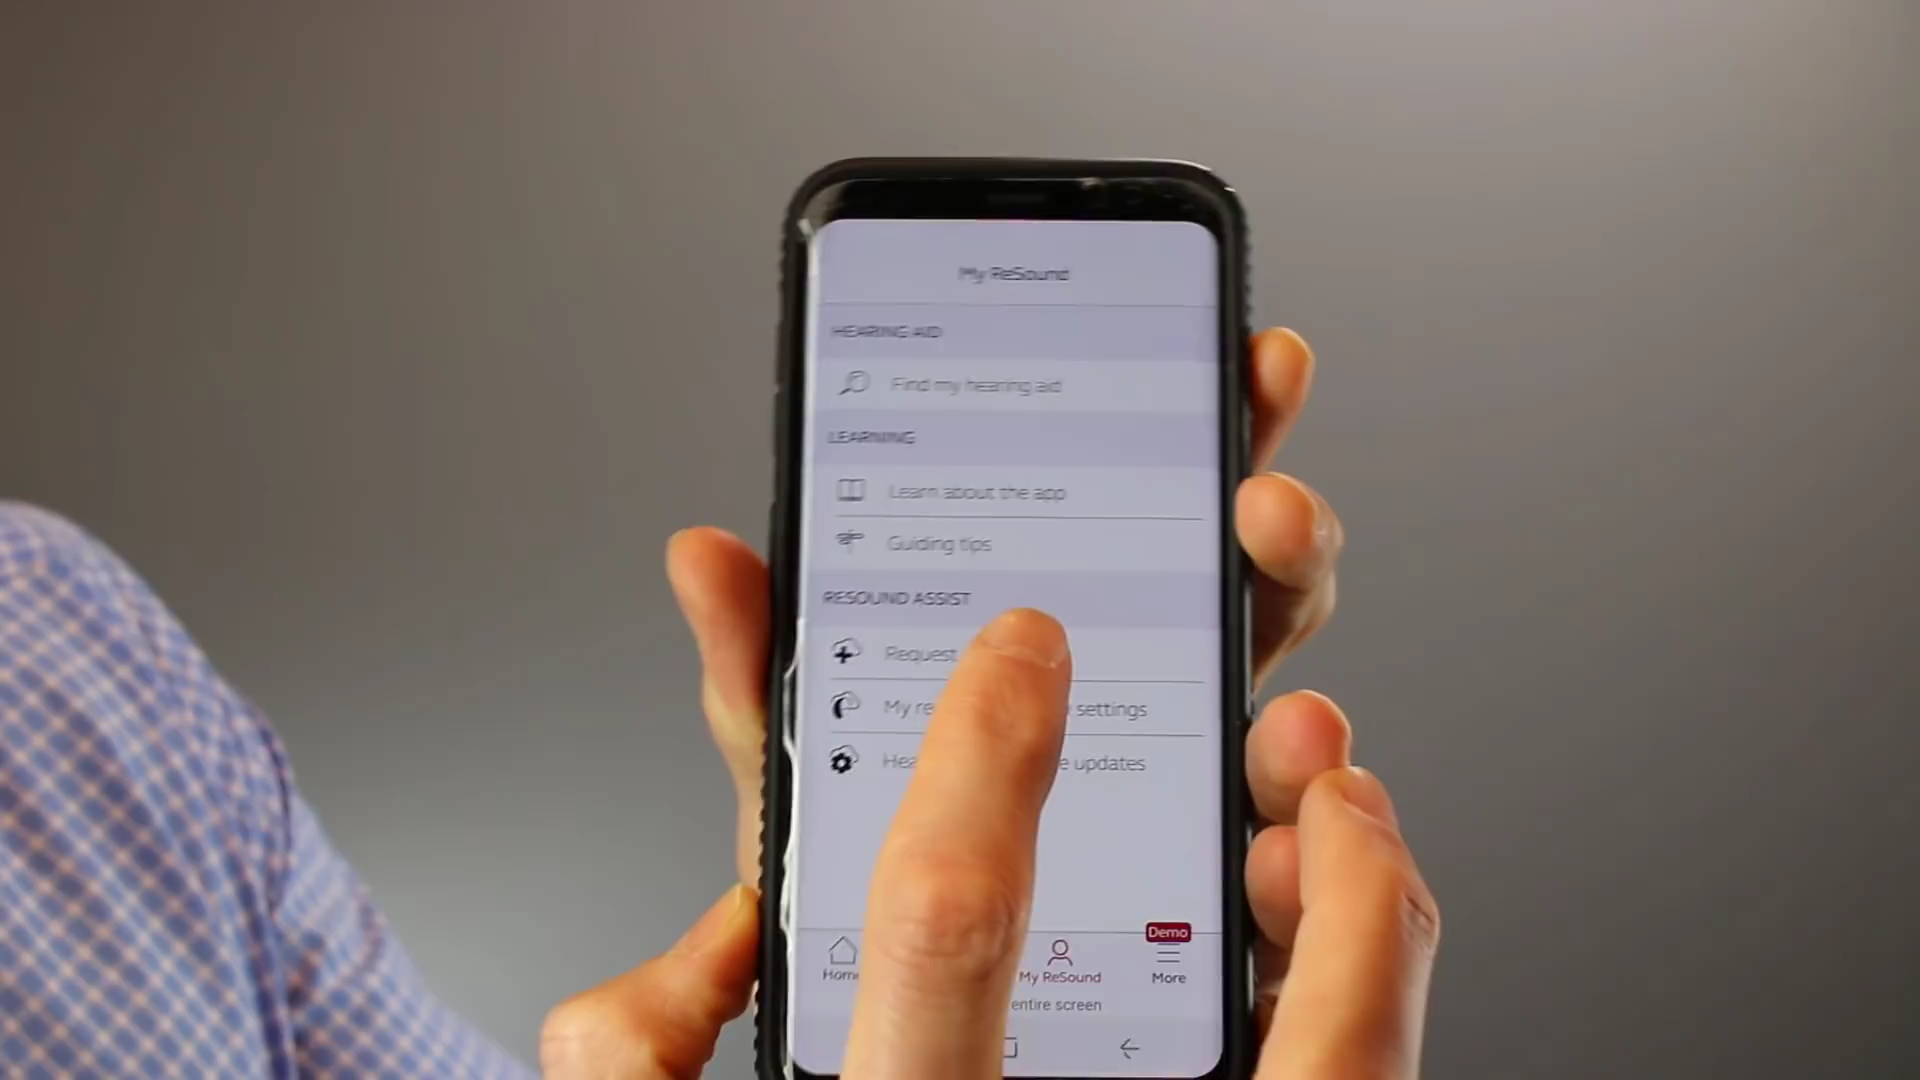 My ReSound
HEARING AID
Find my hearing aid
LEARNING
Learn about the app
Guiding tips
RESOUND ASSIST
Request
My re settings
Hea e updates
Demo
Home
My ReSound
More
entire screen